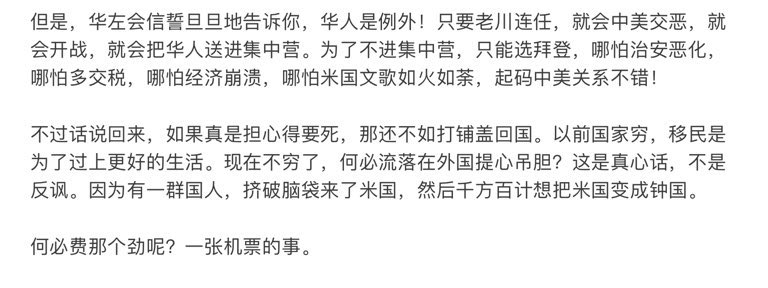 但是，华左会信誓旦旦地告诉你，华人是例外！只要老川连任，就会中美交恶，就
会开战，就会把华人送进集中营。为了不进集中营，只能选拜登，哪怕治安恶化，
哪怕多交税，哪怕经济崩溃，哪怕米国文歌如火如荼，起码中美关系不错！
不过话说回来，如果真是担心得要死，那还不如打铺盖回国。以前国家穷，移民是
为了过上更好的生活。现在不穷了，何必流落在外国提心吊胆？这是真心话，不是
反讽。因为有一群国人，挤破脑袋来了米国，然后千方百计想把米国变成钟国。
何必费那个劲呢？一张机票的事。